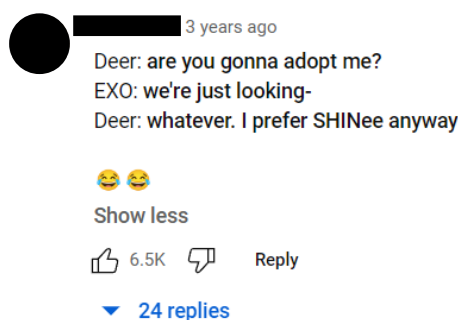 3 years ago
Deer: are you gonna adopt me?
EXO: we're just looking-
Deer: whatever. I prefer SHINee anyway
😂😂
Show less
6.5K Reply
24 replies